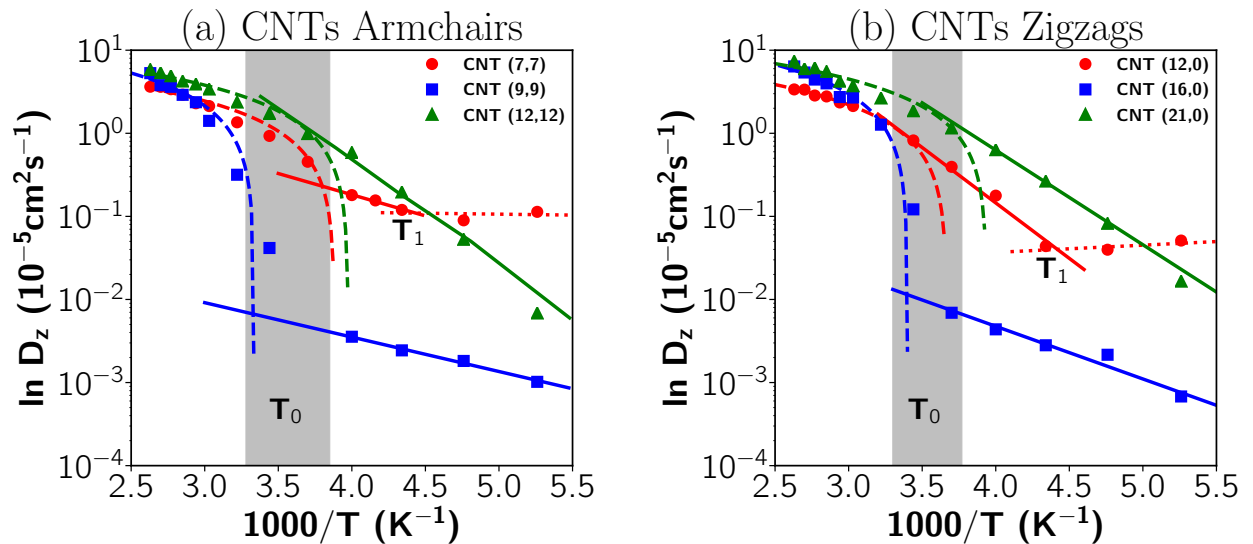 (a) CNTs Armchairs
ln D_z (10^{-5}cm^2s^{-1})
10^1
10^0
10^{-1}
10^{-2}
10^{-3}
10^{-4}
CNT (7,7)
CNT (9,9)
CNT (12,12)
T_1
T_0
2.5 3.0 3.5 4.0 4.5 5.0 5.5
1000/T (K^{-1})
(b) CNTs Zigzags
ln D_z (10^{-5}cm^2s^{-1})
10^1
10^0
10^{-1}
10^{-2}
10^{-3}
10^{-4}
CNT (12,0)
CNT (16,0)
CNT (21,0)
T_1
T_0
2.5 3.0 3.5 4.0 4.5 5.0 5.5
1000/T (K^{-1})